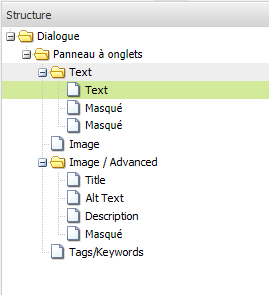 Structure
Dialogue
Panneau à onglets
Text
Text
Masqué
Masqué
Image
Image / Advanced
Title
Alt Text
Description
Masqué
Tags/Keywords